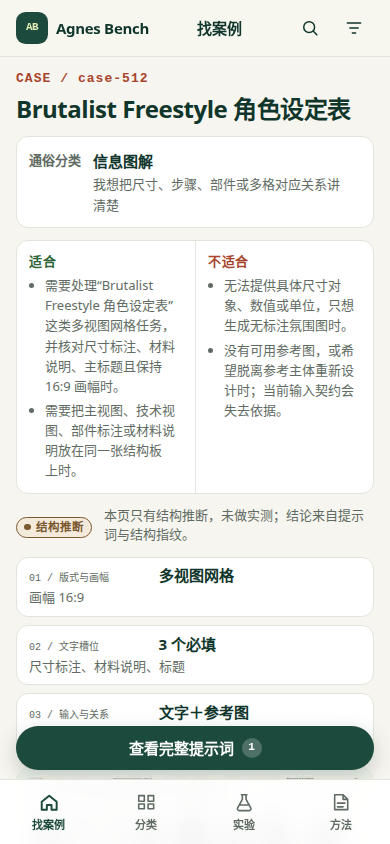 AB Agnes Bench 找案例
CASE / case-512
Brutalist Freestyle 角色设定表
通俗分类 信息图解
我想把尺寸、步骤、部件或多格对应关系讲
清楚
适合
需要处理“Brutalist
Freestyle 角色设定表”
这类多视图网格任务，
并核对尺寸标注、材料
说明、主标题且保持
16:9 画幅时。
需要把主视图、技术视
图、部件标注或材料说
明放在同一张结构板
上时。
不适合
无法提供具体尺寸对
象、数值或单位，只想
生成无标注氛围图时。
没有可用参考图，或希
望脱离参考主体重新设
计时；当前输入契约会
失去依据。
结构推断
本页只有结构推断，未做实测；结论来自提示
词与结构指纹。
01 / 版式与画幅 多视图网格
画幅 16:9
02 / 文字槽位 3 个必填
尺寸标注、材料说明、标题
03 / 输入与关系 文字＋参考图
查看完整提示词 1
找案例 分类 实验 方法